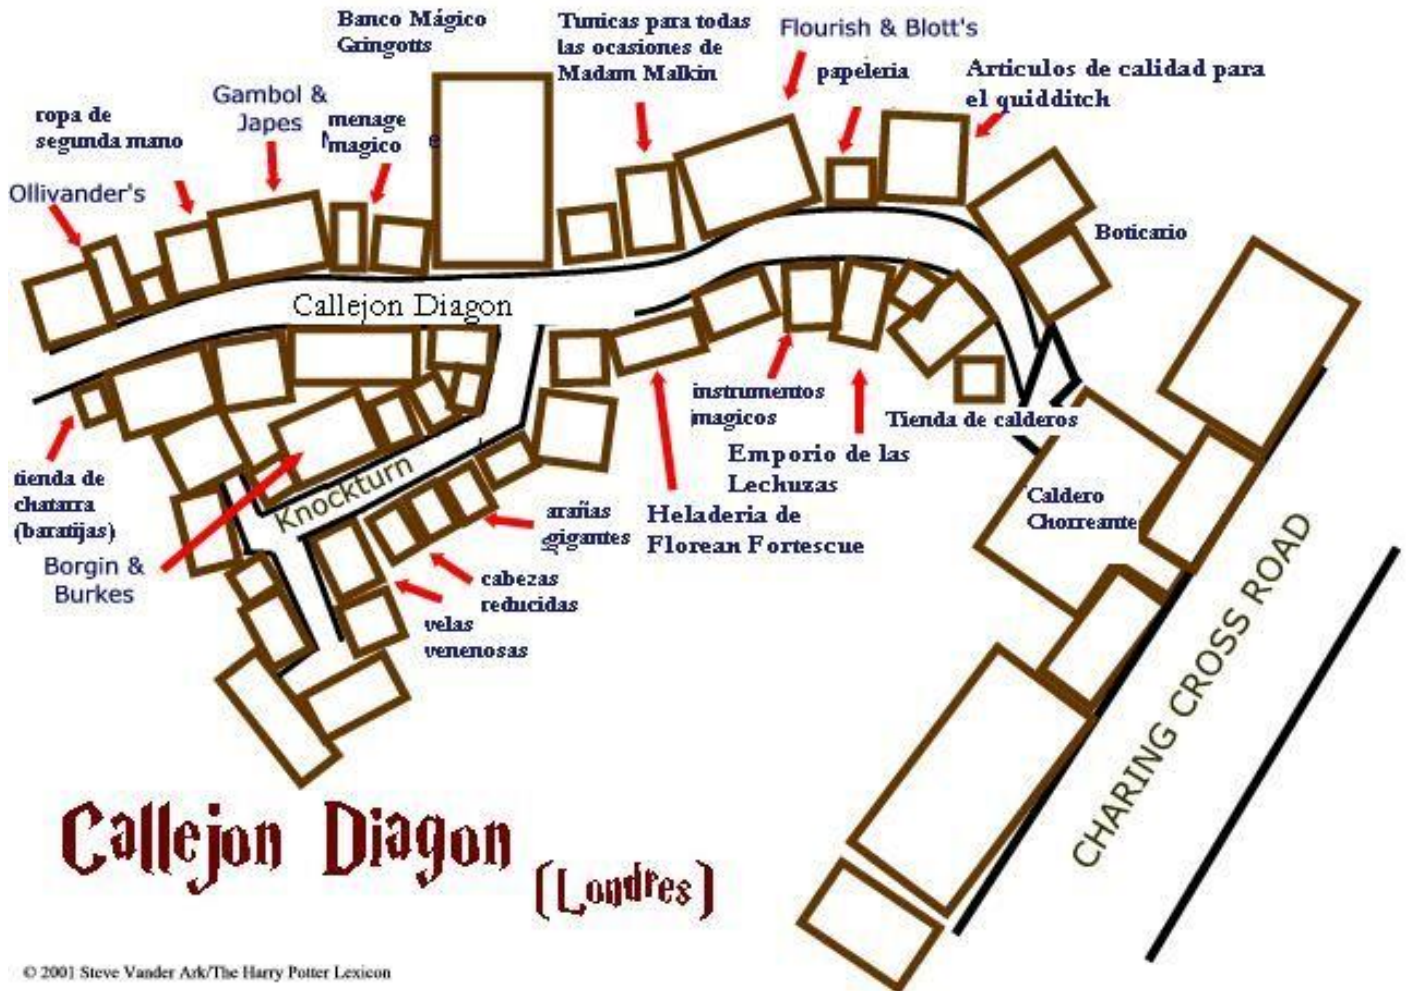 Banco Mágico
Gringotts
Tunicas para todas
las ocasiones de
Madam Malkin
Flourish & Blott's
papeleria
Articulos de calidad para
el quidditch
Gambol &
Japes
menage
magico
ropa de
segunda mano
Ollivander's
Boticario
Callejon Diagon
instrumentos
magicos
Tienda de calderos
Emporio de las
Lechuzas
Heladeria de
Florean Fortescue
Caldero
Chorreante
tienda de
chatarra
(baratijas)
Knockturn
Borgin &
Burkes
arañas
gigantes
cabezas
reducidas
velas
venenosas
CHARING CROSS ROAD
Callejon Diagon
(Londres)
© 2001 Steve Vander Ark/The Harry Potter Lexicon